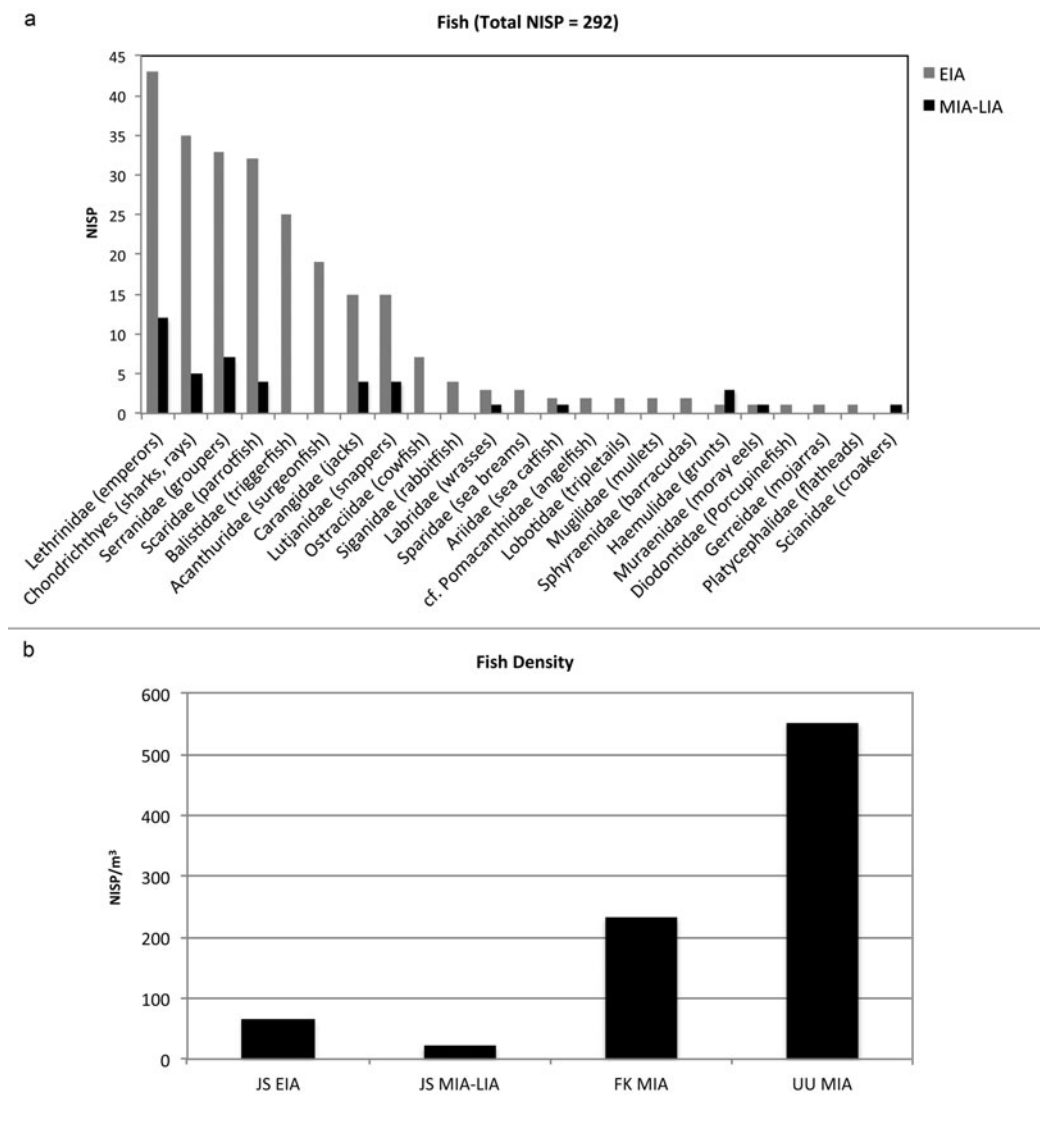 a
Fish (Total NISP = 292)
45
40
35
30
25
20
15
10
5
0
NISP
EIA
MIA-LIA
Lethrinidae (emperors)
Chondrichthyes (sharks, rays)
Serranidae (groupers)
Scaridae (parrotfish)
Balistidae (triggerfish)
Acanthuridae (surgeonfish)
Carangidae (jacks)
Lutjanidae (snappers)
Ostraciidae (cowfish)
Siganidae (rabbitfish)
Labridae (wrasses)
Sparidae (sea breams)
Ariidae (sea catfish)
cf. Pomacanthidae (angelfish)
Lobotidae (tripletails)
Mugilidae (mullets)
Sphyraenidae (barracudas)
Haemulidae (grunts)
Muraenidae (moray eels)
Diodontidae (Porcupinefish)
Gerreidae (mojarras)
Platycephalidae (flatheads)
Scianidae (croakers)
b
Fish Density
600
500
400
300
200
100
0
NISP/m³
JS EIA
JS MIA-LIA
FK MIA
UU MIA